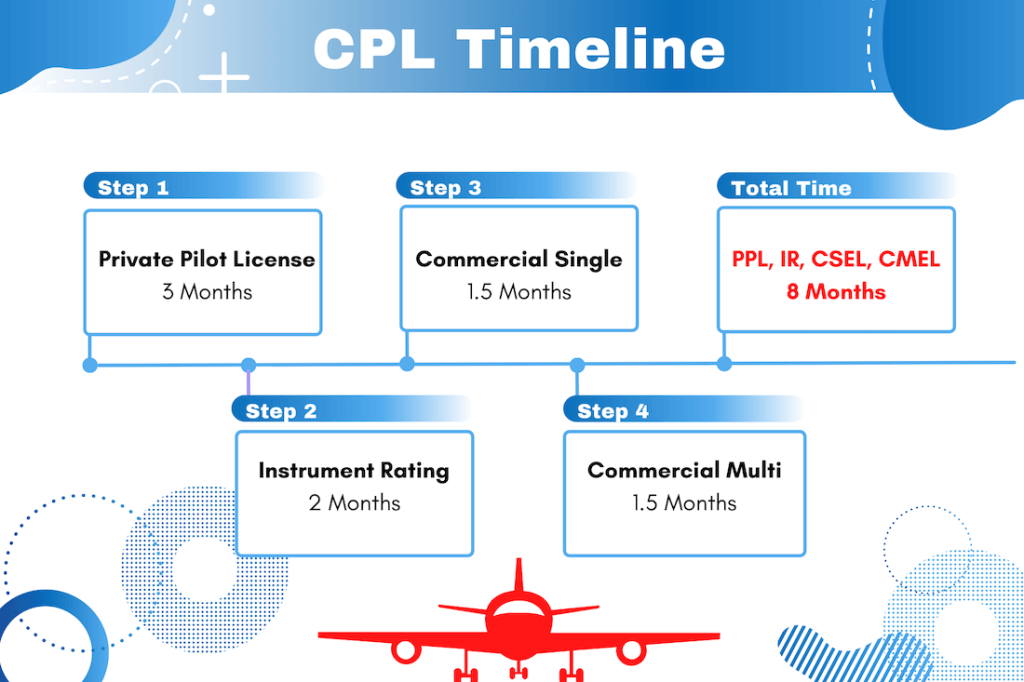 CPL Timeline
Step 1
Private Pilot License
3 Months
Step 2
Instrument Rating
2 Months
Step 3
Commercial Single
1.5 Months
Step 4
Commercial Multi
1.5 Months
Total Time
PPL, IR, CSEL, CMEL
8 Months